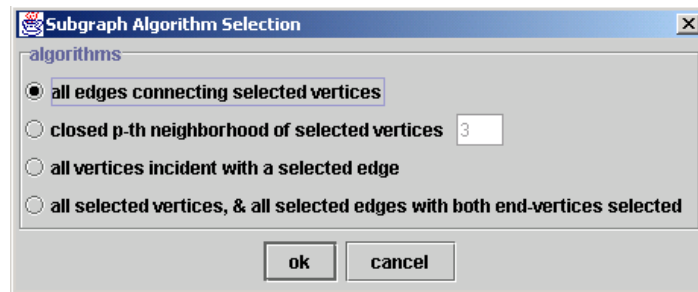 Subgraph Algorithm Selection
algorithms
all edges connecting selected vertices
closed p-th neighborhood of selected vertices 3
all vertices incident with a selected edge
all selected vertices, & all selected edges with both end-vertices selected
ok cancel